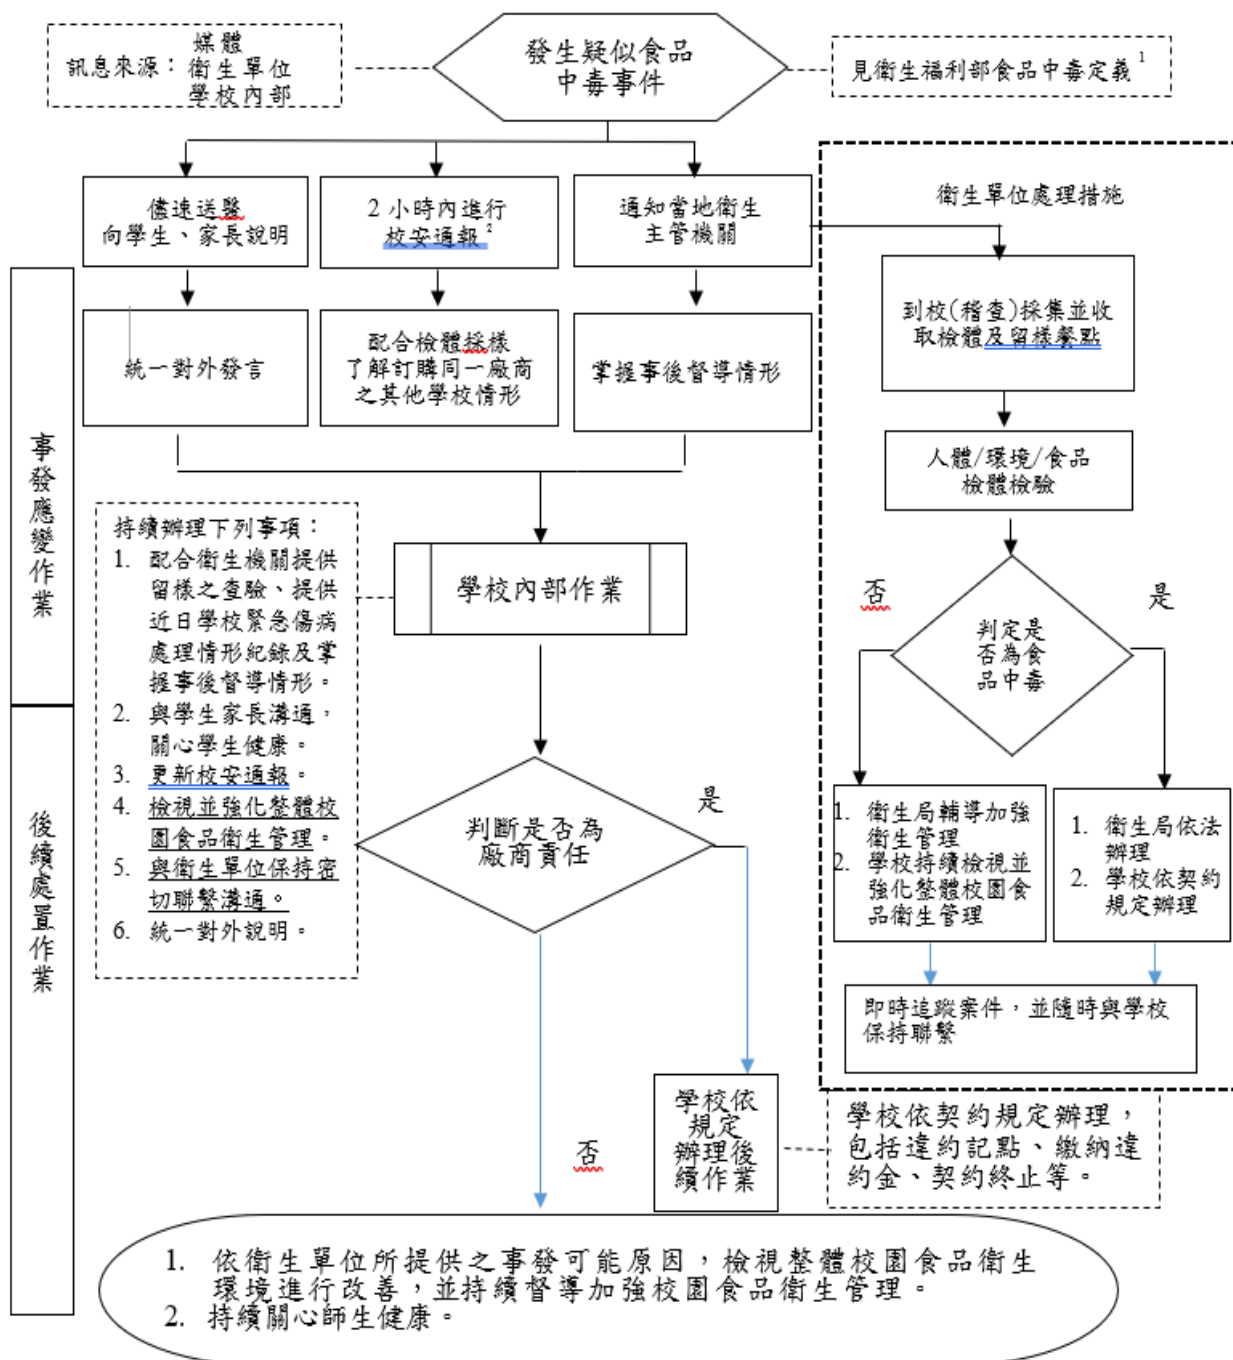 媒體
訊息來源：衛生單位
學校內部
發生疑似食品
中毒事件
見衛生福利部食品中毒定義1
儘速送醫
向學生、家長說明
2 小時內進行
校安通報2
通知當地衛生
主管機關
衛生單位處理措施
統一對外發言
配合檢體採樣
了解訂購同一廠商
之其他學校情形
掌握事後督導情形
到校(稽查)採集並收
取檢體及留樣餐點
人體/環境/食品
檢體檢驗
事發應變作業
持續辦理下列事項：
1. 配合衛生機關提供
留樣之查驗、提供
近日學校緊急傷病
處理情形紀錄及掌
握事後督導情形。
2. 與學生家長溝通，
關心學生健康。
3. 更新校安通報。
4. 檢視並強化整體校
園食品衛生管理。
5. 與衛生單位保持密
切聯繫溝通。
6. 統一對外說明。
學校內部作業
否
是
判定是
否為食
品中毒
後續處置作業
判斷是否為
廠商責任
是
1. 衛生局輔導加強
衛生管理
2. 學校持續檢視並
強化整體校園食
品衛生管理
1. 衛生局依法
辦理
2. 學校依契約
規定辦理
即時追蹤案件，並隨時與學校
保持聯繫
否
學校依
規定
辦理後
續作業
學校依契約規定辦理，
包括違約記點、繳納違
約金、契約終止等。
1. 依衛生單位所提供之事發可能原因，檢視整體校園食品衛生
環境進行改善，並持續督導加強校園食品衛生管理。
2. 持續關心師生健康。